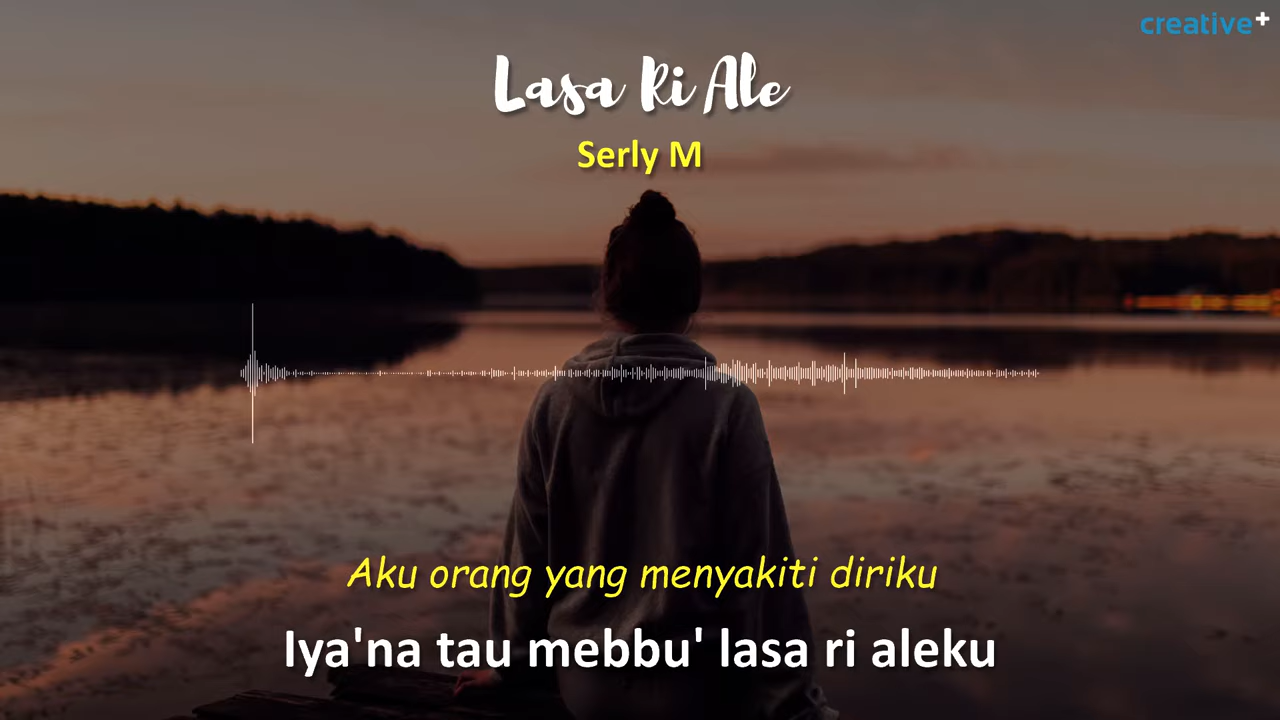 creative+
Lasa Ri Ale
Serly M
Aku orang yang menyakiti diriku
Iya'na tau mebbu' lasa ri aleku